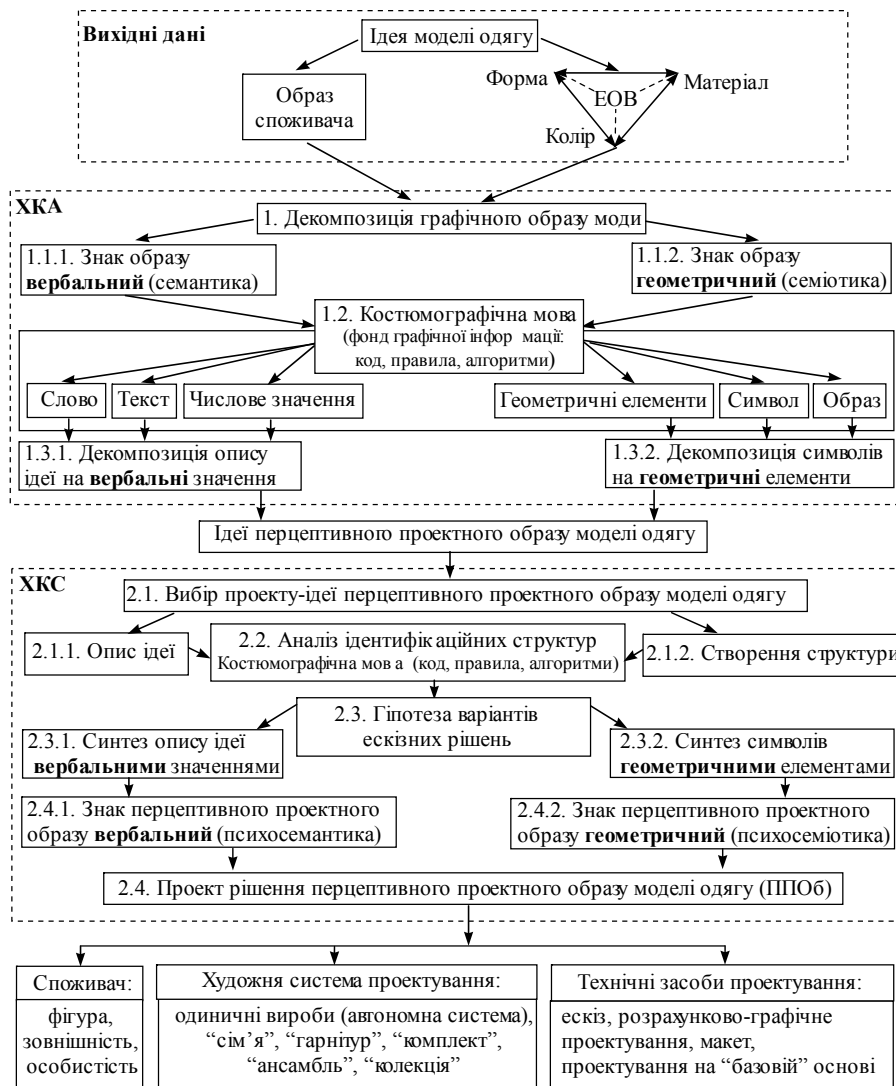 Вихідні дані
Ідея моделі одягу
Образ
споживача
Форма
Матеріал
ЕОВ
Колір
ХКА
1. Декомпозиція графічного образу моди
1.1.1. Знак образу
вербальний (семантика)
1.1.2. Знак образу
геометричний (семіотика)
1.2. Костюмографічна мова
(фонд графічної інфор мації:
код, правила, алгоритми)
Слово
Текст
Числове значення
Геометричні елементи
Символ
Образ
1.3.1. Декомпозиція опису
ідеї на вербальні значення
1.3.2. Декомпозиція символів
на геометричні елементи
Ідеї перцептивного проектного образу моделі одягу
ХКС
2.1. Вибір проекту-ідеї перцептивного проектного образу моделі одягу
2.1.1. Опис ідеї
2.2. Аналіз ідентифікаційних структур
Костюмографічна мов а (код, правила, алгоритми)
2.1.2. Створення структури
2.3. Гіпотеза варіантів
ескізних рішень
2.3.1. Синтез опису ідеї
вербальними значеннями
2.3.2. Синтез символів
геометричними елементами
2.4.1. Знак перцептивного проектного
образу вербальний (психосемантика)
2.4.2. Знак перцептивного проектного
образу геометричний (психосеміотика)
2.4. Проект рішення перцептивного проектного образу моделі одягу (ППОб)
Споживач:
фігура,
зовнішність,
особистість
Художня система проектування:
одиничні вироби (автономна система),
“сім’я”, “гарнітур”, “комплект”,
“ансамбль”, “колекція”
Технічні засоби проектування:
ескіз, розрахунково-графічне
проектування, макет,
проектування на “базовій” основі